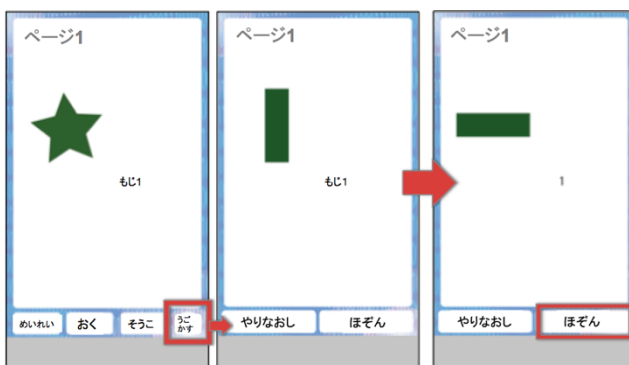 ページ1
もじ1
めいれい
おく
そうこ
うご
かす
ページ1
もじ1
やりなおし
ほぞん
ページ1
1
やりなおし
ほぞん